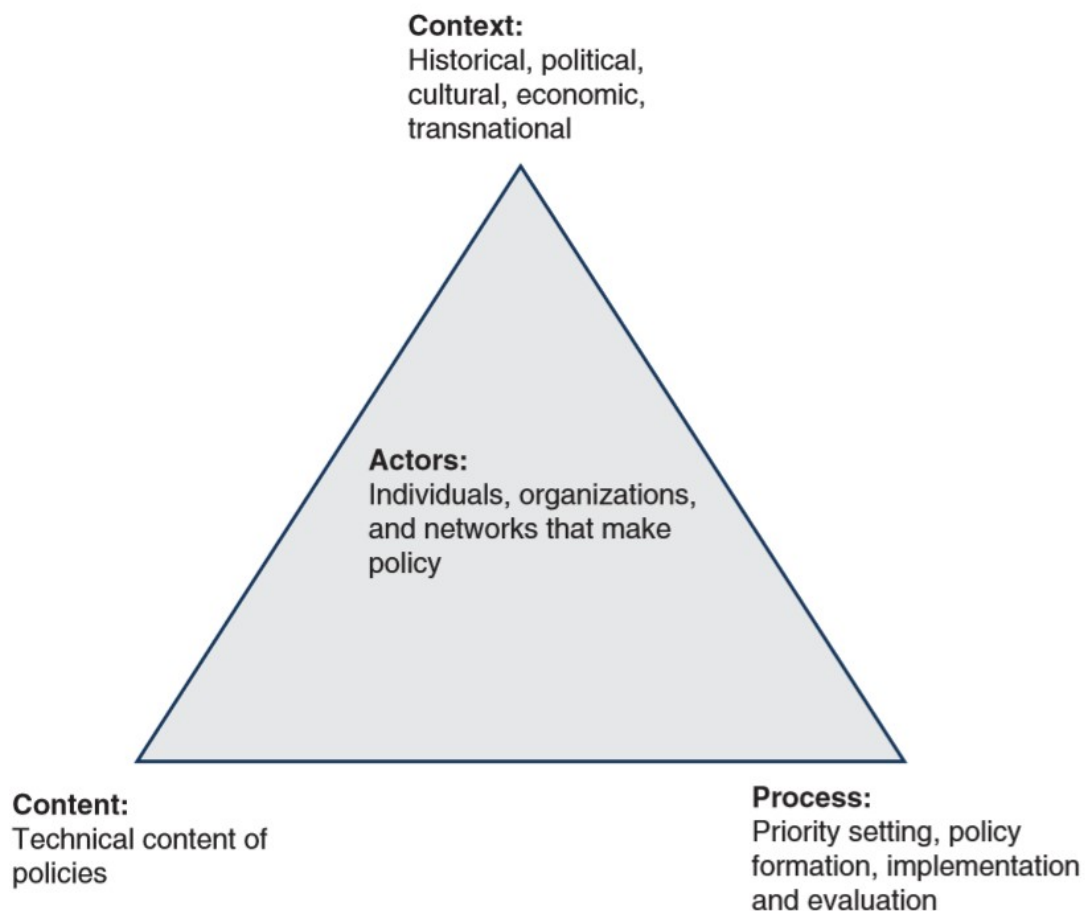 Context:
Historical, political,
cultural, economic,
transnational
Actors:
Individuals, organizations,
and networks that make
policy
Content:
Technical content of
policies
Process:
Priority setting, policy
formation, implementation
and evaluation